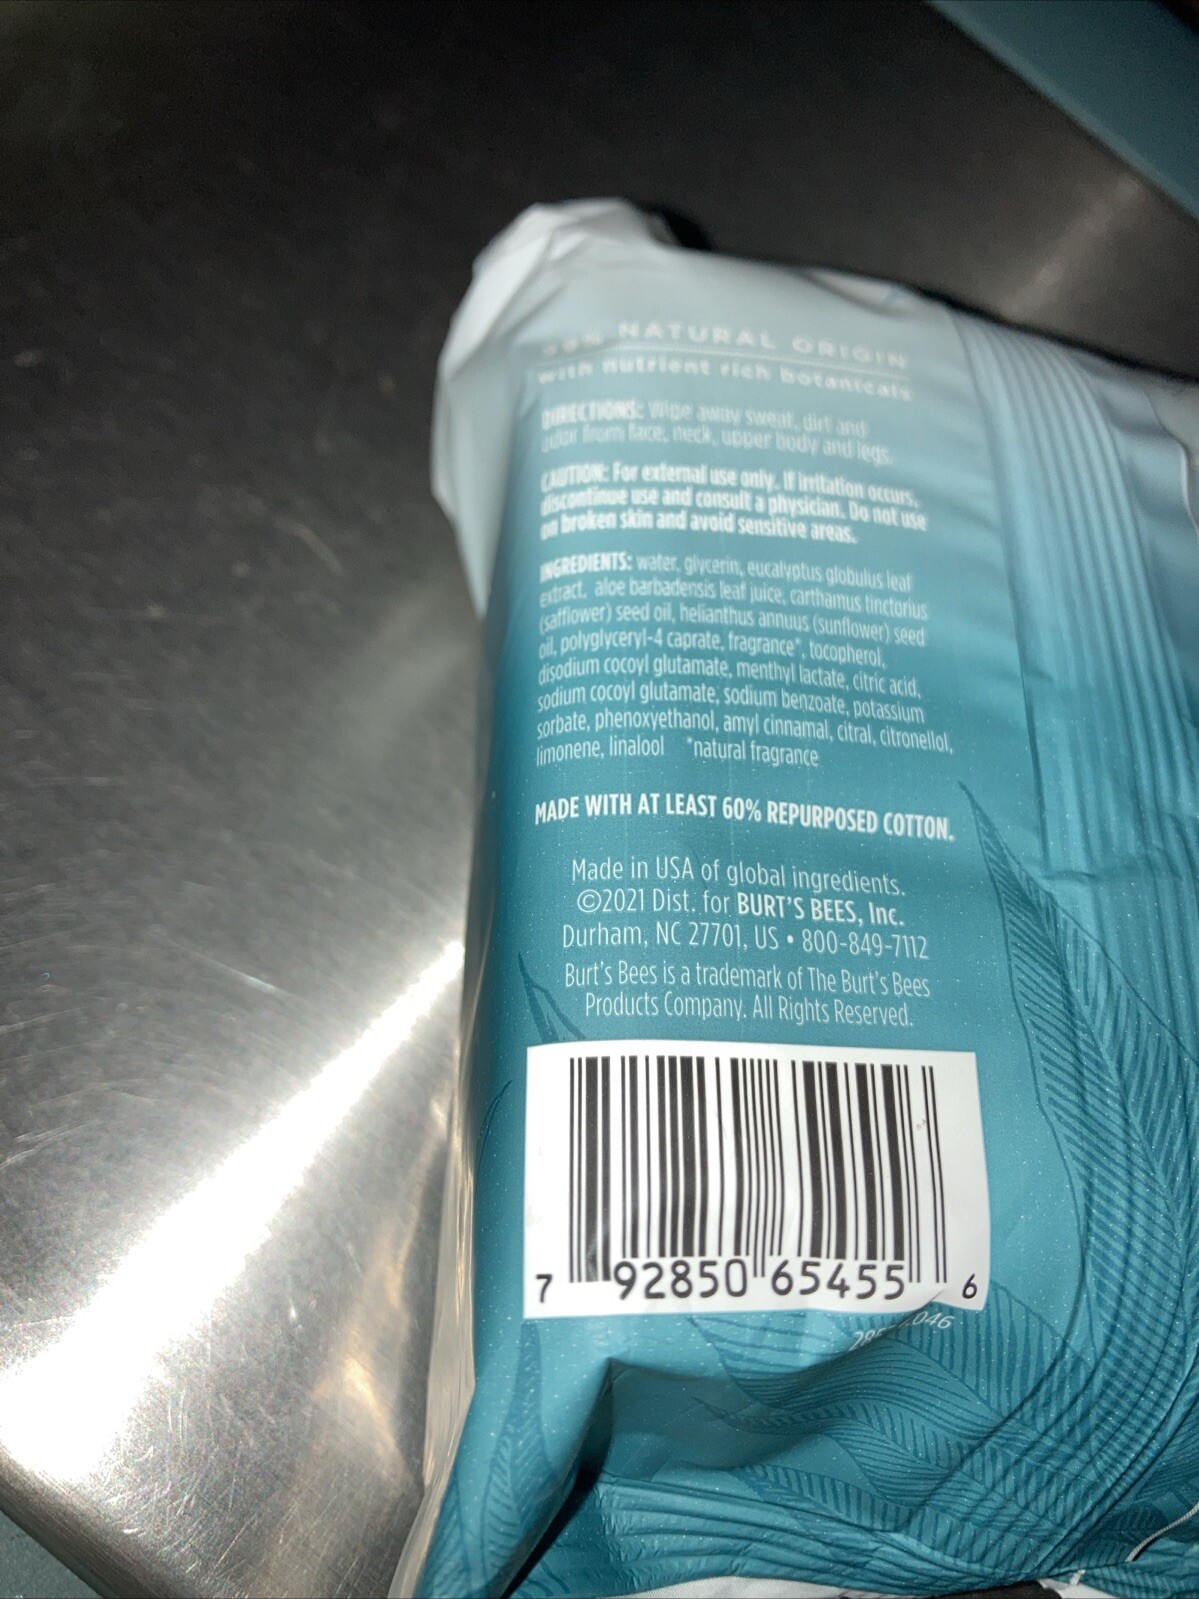 NATURAL ORIGIN
with nutrient rich botanicals
DIRECTIONS: Wipe away sweat, dirt and
odor from face, neck, upper body and legs.
CAUTION: For external use only. If irritation occurs,
discontinue use and consult a physician. Do not use
on broken skin and avoid sensitive areas.
INGREDIENTS: water, glycerin, eucalyptus globulus leaf
extract, aloe barbadensis leaf juice, carthamus tinctorius
(safflower) seed oil, helianthus annuus (sunflower) seed
oil, polyglyceryl-4 caprate, fragrance*, tocopherol,
disodium cocoyl glutamate, menthyl lactate, citric acid,
sodium cocoyl glutamate, sodium benzoate, potassium
sorbate, phenoxyethanol, amyl cinnamal, citral, citronellol,
limonene, linalool *natural fragrance
MADE WITH AT LEAST 60% REPURPOSED COTTON.
Made in USA of global ingredients.
©2021 Dist. for BURT'S BEES, Inc.
Durham, NC 27701, US • 800-849-7112
Burt's Bees is a trademark of The Burt's Bees
Products Company. All Rights Reserved.
7 92850 65455 6